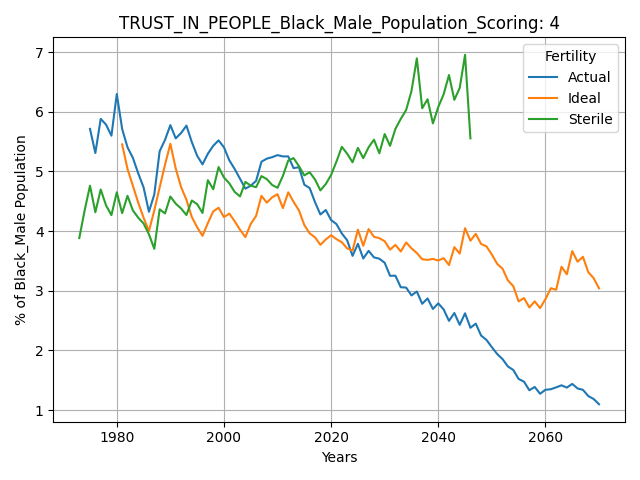 TRUST_IN_PEOPLE_Black_Male_Population_Scoring: 4
% of Black_Male Population
7
6
5
4
3
2
1
Fertility
Actual
Ideal
Sterile
1980
2000
2020
2040
2060
Years